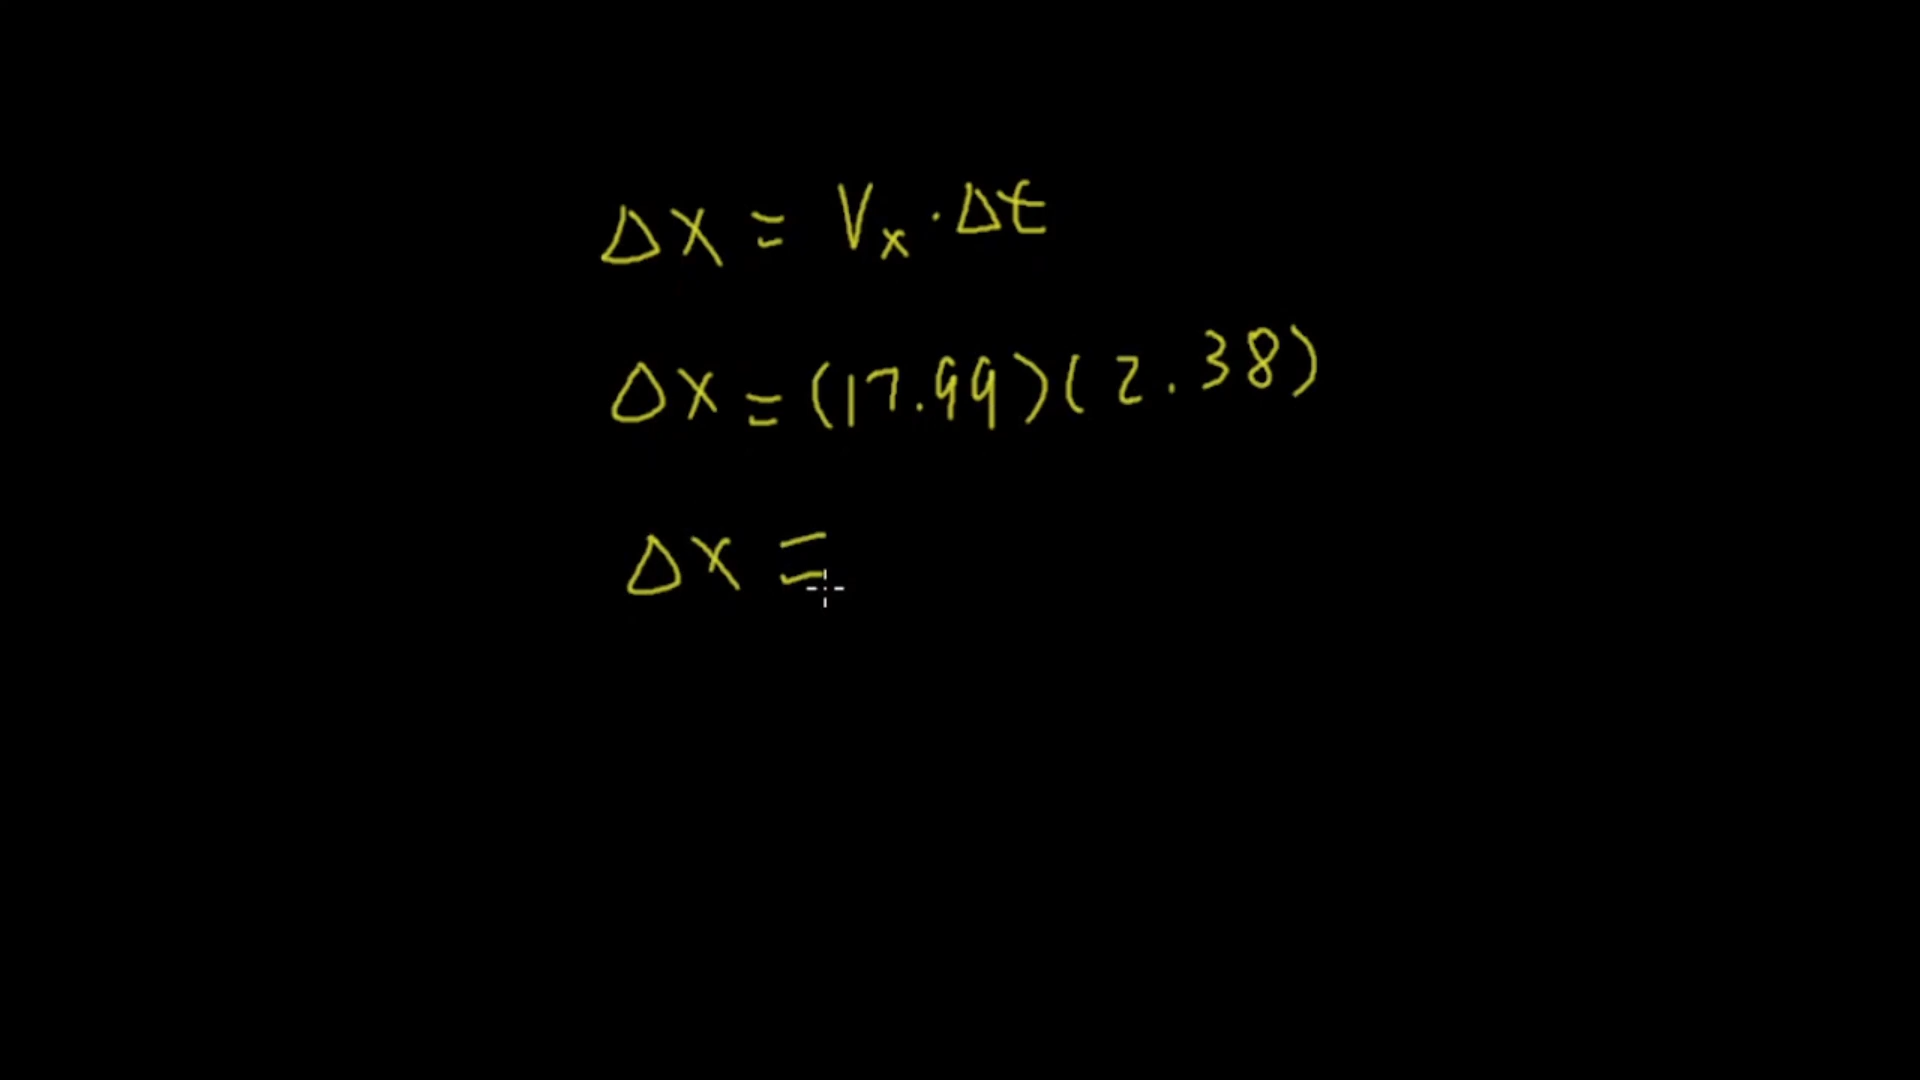 Δx = Vx · Δt
Δx = (17.99)(2.38)
Δx =